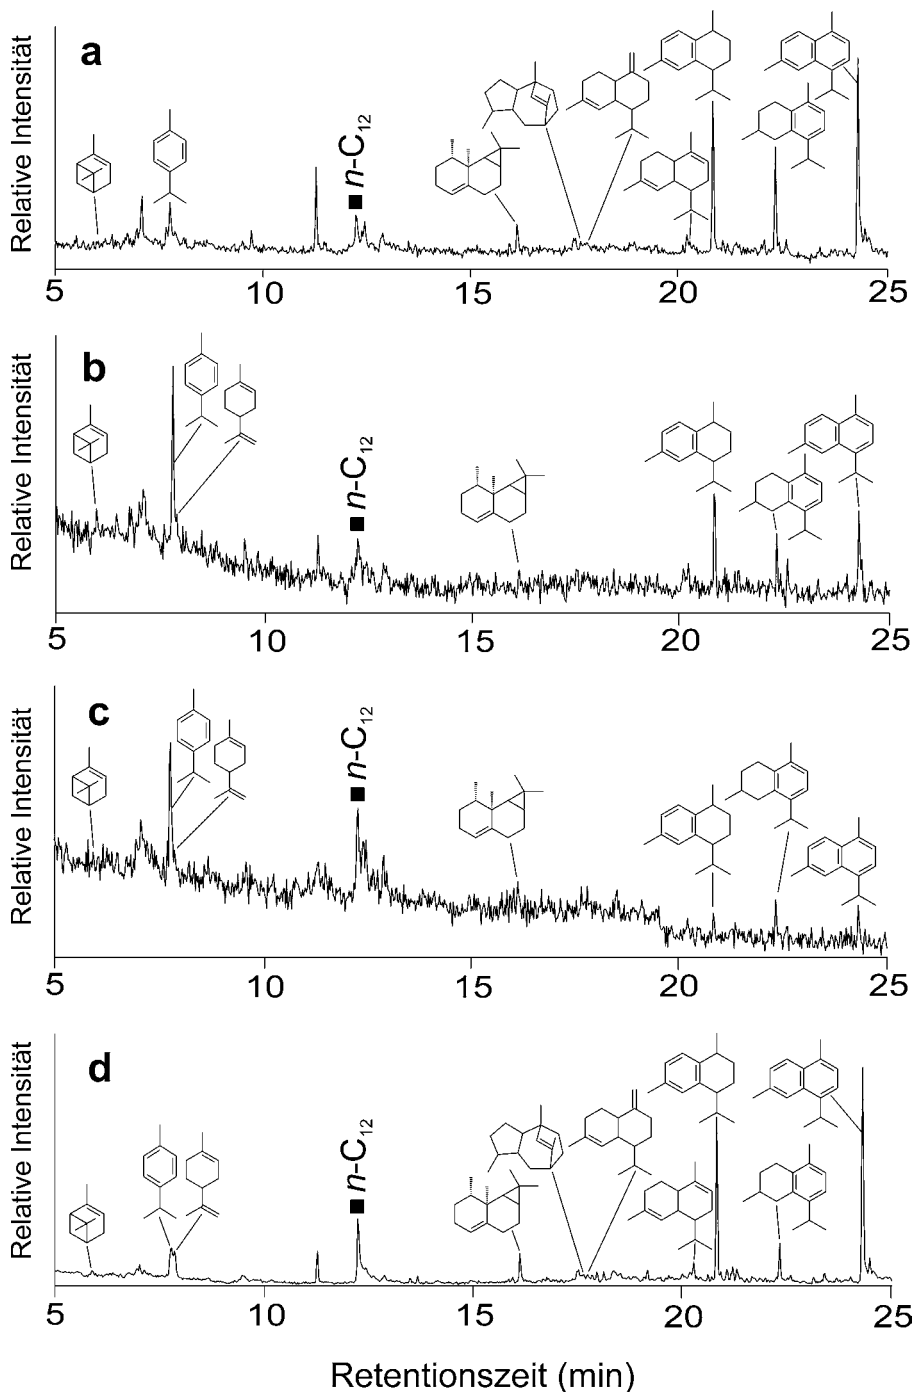 a
Relative Intensität
n-C12
5 10 15 20 25
b
Relative Intensität
n-C12
5 10 15 20 25
c
Relative Intensität
n-C12
5 10 15 20 25
d
Relative Intensität
n-C12
5 10 15 20 25
Retentionszeit (min)